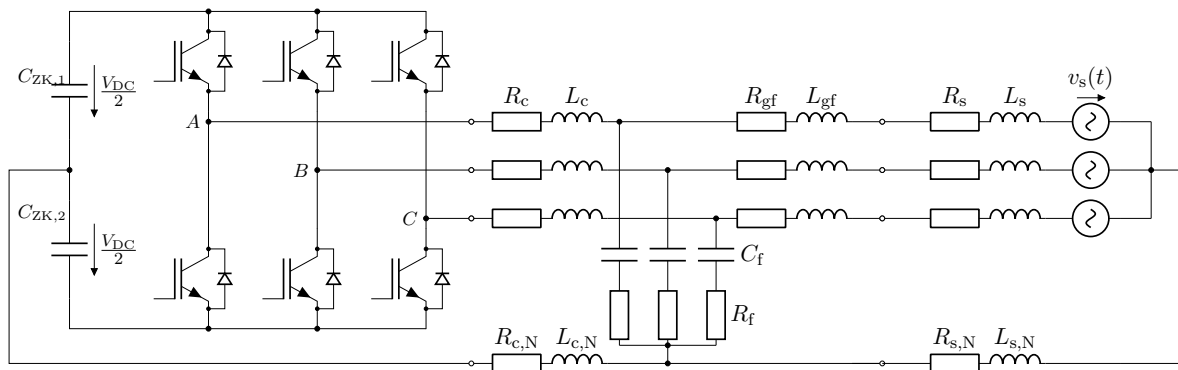 v_s(t)
R_c L_c R_gf L_gf R_s L_s
C_ZK,1 V_DC/2
A
B
C
C_ZK,2 V_DC/2
C_f
R_f
R_c,N L_c,N R_s,N L_s,N